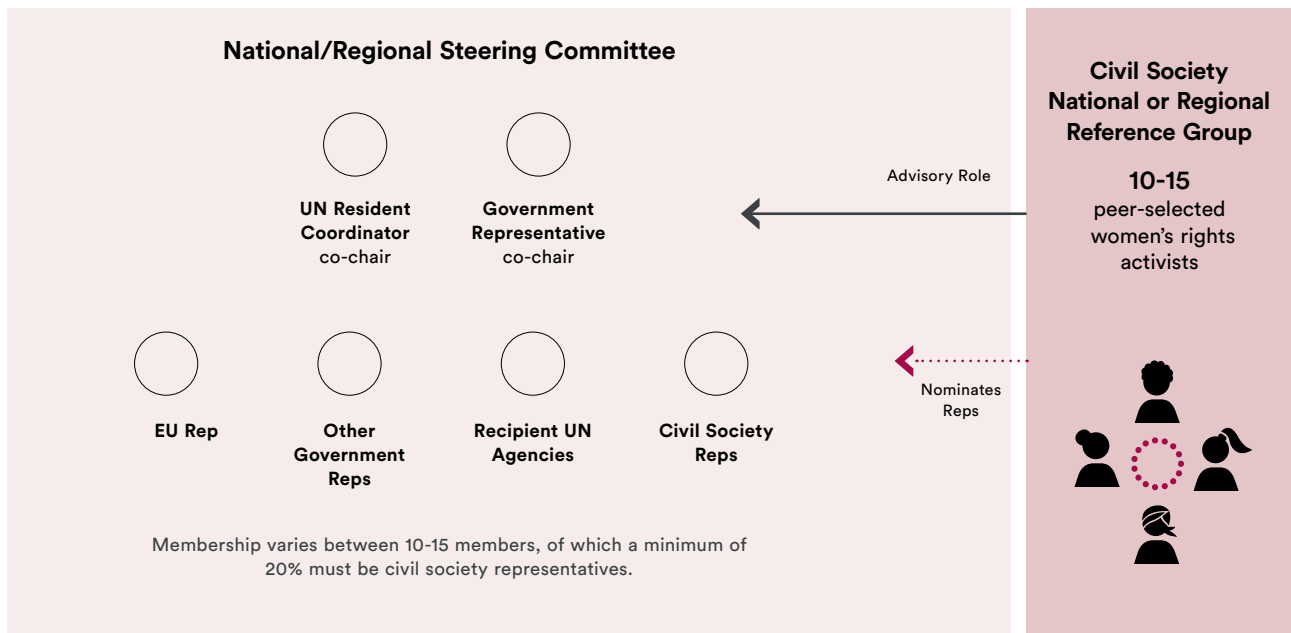 National/Regional Steering Committee
UN Resident
Coordinator
co-chair
Government
Representative
co-chair
EU Rep
Other
Government
Reps
Recipient UN
Agencies
Civil Society
Reps
Membership varies between 10-15 members, of which a minimum of
20% must be civil society representatives.
Advisory Role
Nominates
Reps
Civil Society
National or Regional
Reference Group
10-15
peer-selected
women’s rights
activists